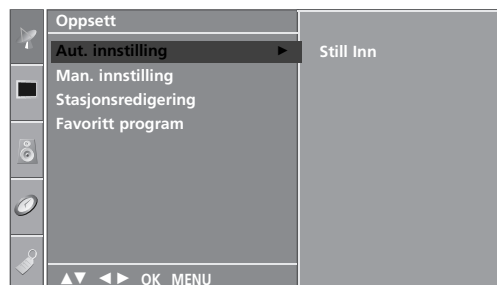 Oppsett
Aut. innstilling ► Still Inn
Man. innstilling
Stasjonsredigering
Favoritt program
▲▼ ◄► OK MENU